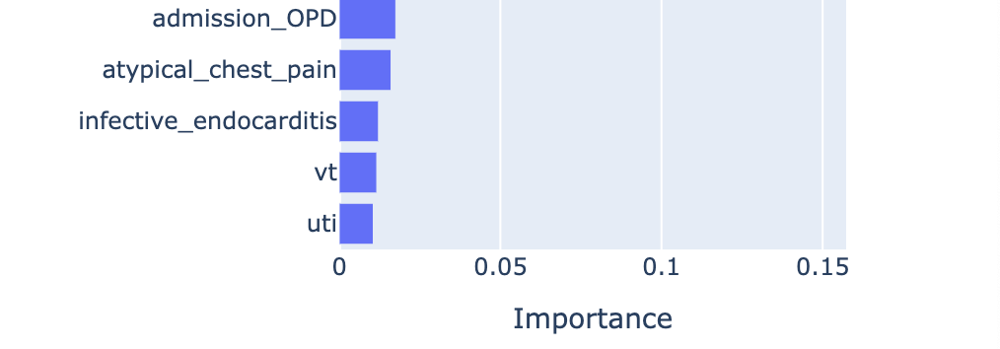 admission_OPD
atypical_chest_pain
infective_endocarditis
vt
uti
0 0.05 0.1 0.15
Importance